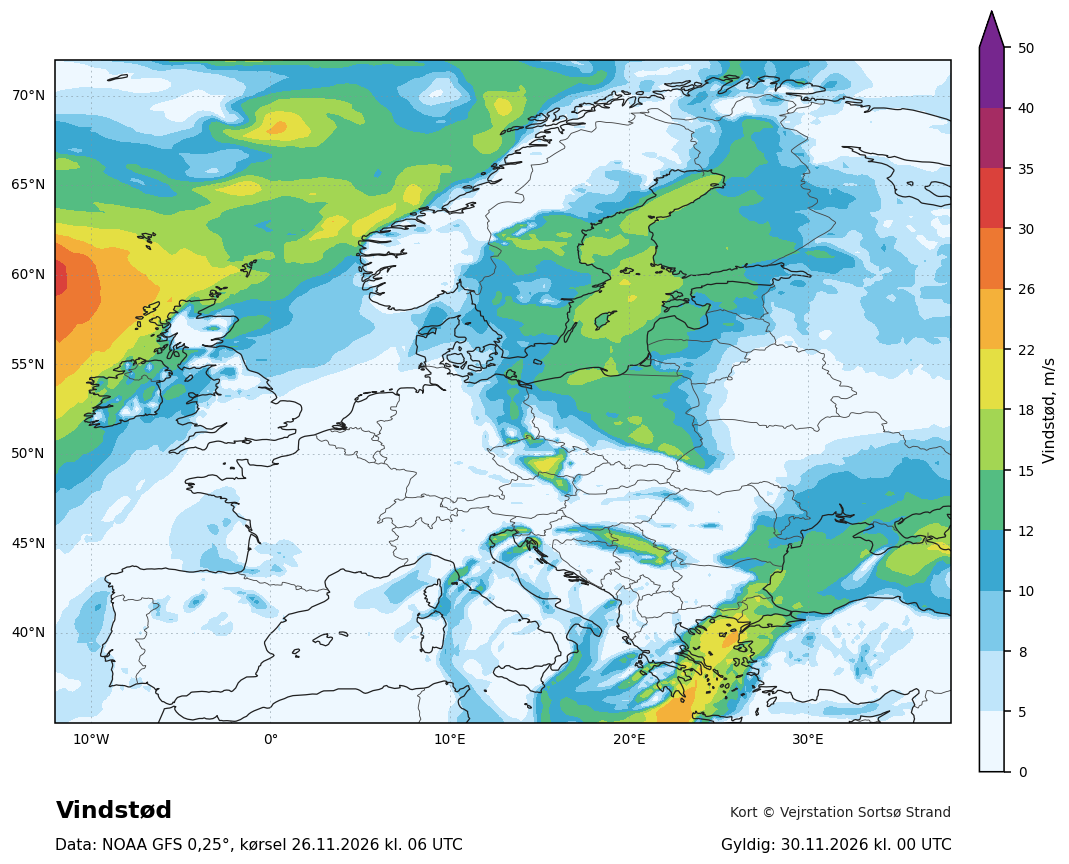 50
40
35
30
26
22
18
15
12
10
8
5
0
Vindstød, m/s
70°N
65°N
60°N
55°N
50°N
45°N
40°N
10°W
0°
10°E
20°E
30°E
Vindstød
Kort © Vejrstation Sortsø Strand
Data: NOAA GFS 0,25°, kørsel 26.11.2026 kl. 06 UTC
Gyldig: 30.11.2026 kl. 00 UTC